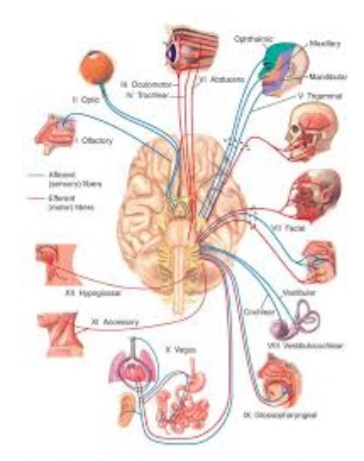 Ophthalmic
Maxillary
Mandibular
V Trigeminal
III Oculomotor
IV Trochlear
VI Abducens
II Optic
I Olfactory
Afferent
(sensory) fibers
Efferent
(motor) fibers
VII Facial
XII Hypoglossal
Vestibular
Cochlear
XI Accessory
X Vagus
VIII Vestibulocochlear
IX Glossopharyngeal